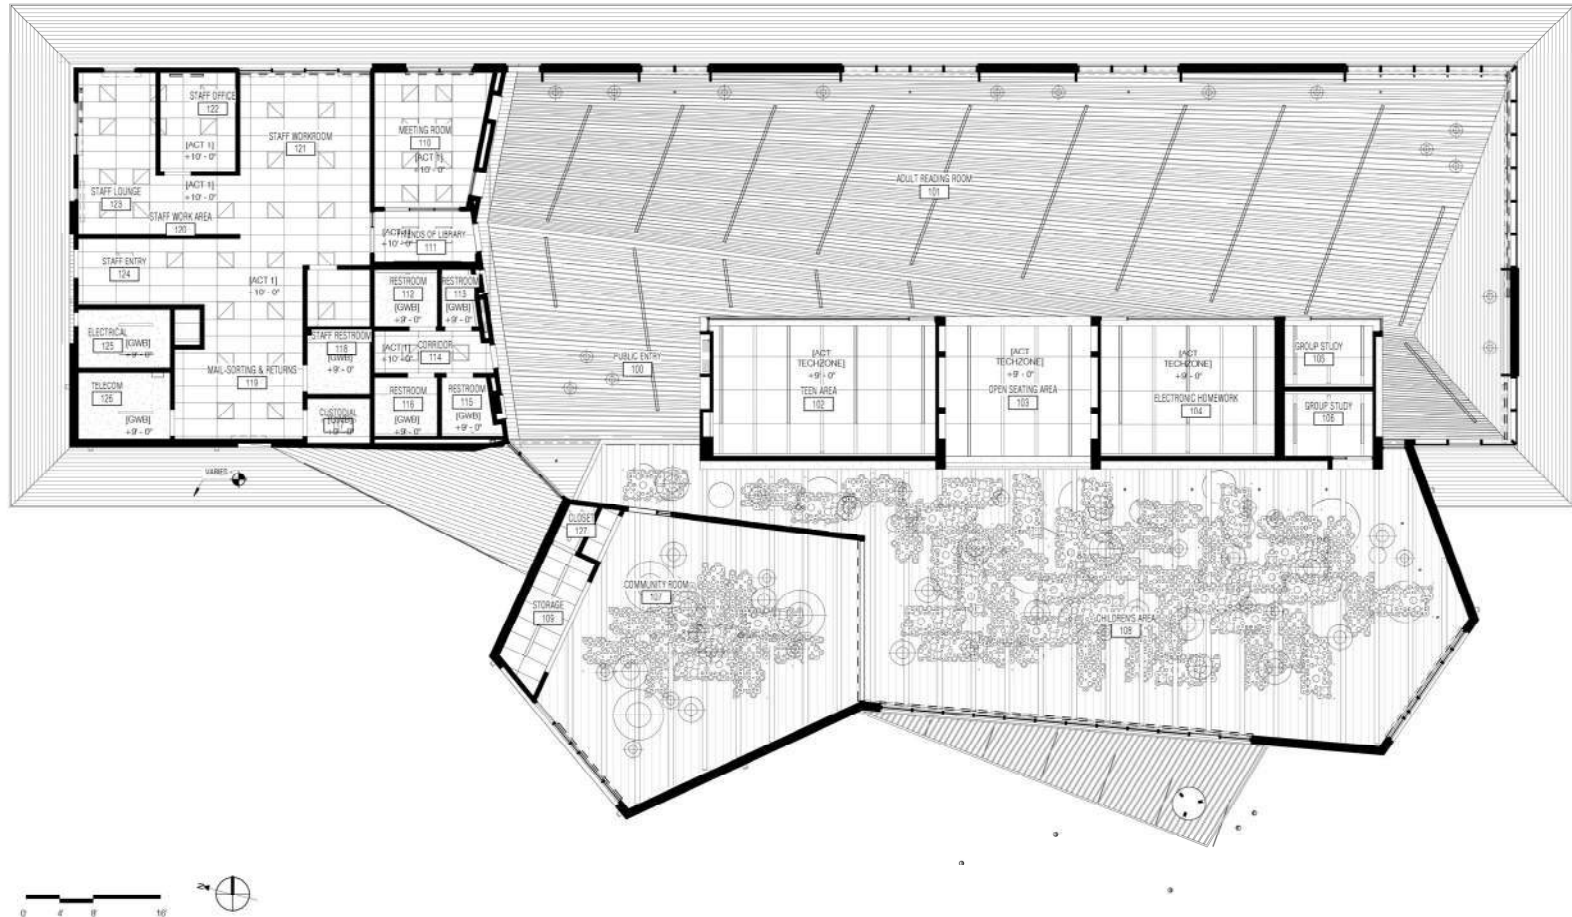 STAFF OFFICE
122
[ACT 1]
+10' - 0"
STAFF WORKROOM
121
MEETING ROOM
110
[ACT 1]
+10' - 0"
[ACT 1]
+10' - 0"
STAFF LOUNGE
123
STAFF WORK AREA
120
ADULT READING ROOM
101
OF LIBRARY
111
+10' - 0"
STAFF ENTRY
124
[ACT 1]
- 10' - 0"
RESTROOM
112
[GWB]
+9' - 0"
RESTROOM
113
[GWB]
+9' - 0"
ELECTRICAL
125
[GWB]
+9' - 0"
STAFF RESTROOM
118
[GWB]
+9' - 0"
[ACT 1]
+10' - 0"
CORRIDOR
114
PUBLIC ENTRY
100
[ACT
TECHZONE]
+9' - 0"
TEEN AREA
102
[ACT
TECHZONE]
+9' - 0"
OPEN SEATING AREA
103
[ACT
TECHZONE]
+9' - 0"
ELECTRONIC HOMEWORK
104
GROUP STUDY
105
GROUP STUDY
106
MAIL-SORTING & RETURNS
119
TELECOM
126
[GWB]
+9' - 0"
CUSTODIAL
[GWB]
+9' - 0"
RESTROOM
116
[GWB]
+9' - 0"
RESTROOM
115
[GWB]
+9' - 0"
VARIES
CLOSET
127
COMMUNITY ROOM
107
STORAGE
109
CHILDREN'S AREA
108
N
0 4' 8' 16'